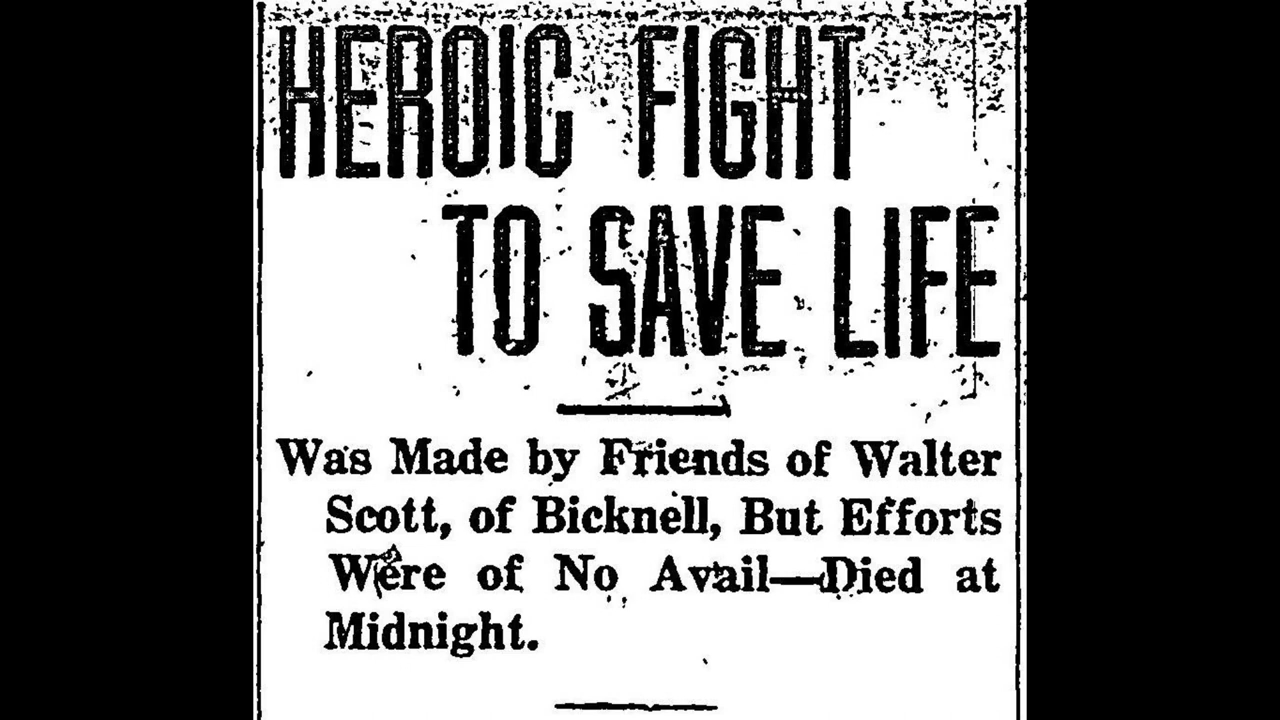 HEROIC FIGHT
TO SAVE LIFE
Was Made by Friends of Walter
Scott, of Bicknell, But Efforts
Were of No Avail—Died at
Midnight.